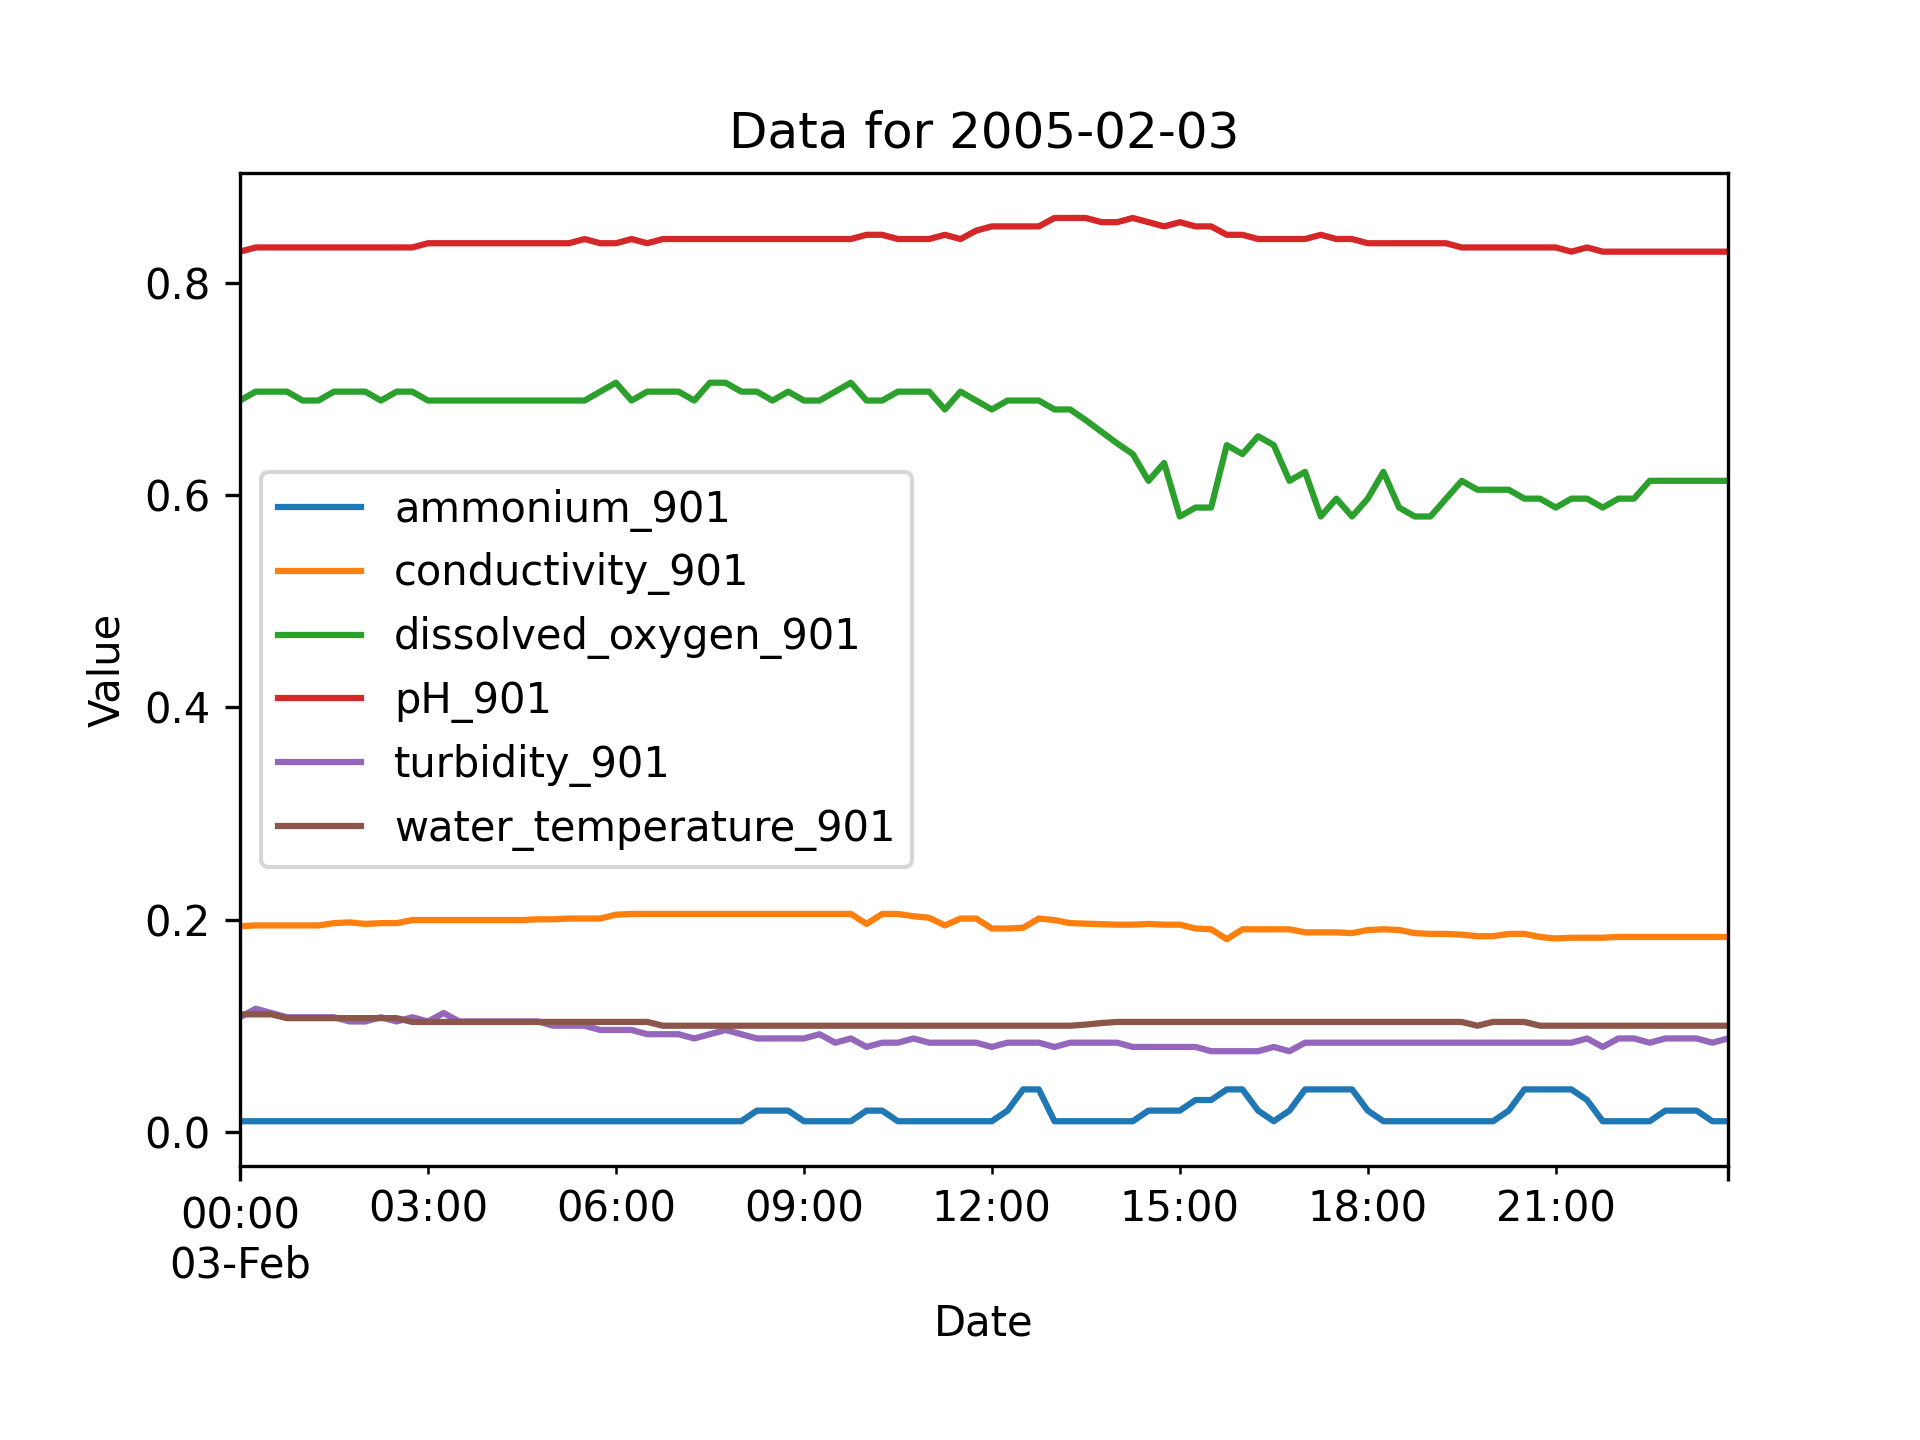 Data for 2005-02-03
Value
0.8
0.6
0.4
0.2
0.0
ammonium_901
conductivity_901
dissolved_oxygen_901
pH_901
turbidity_901
water_temperature_901
00:00 03:00 06:00 09:00 12:00 15:00 18:00 21:00
03-Feb
Date